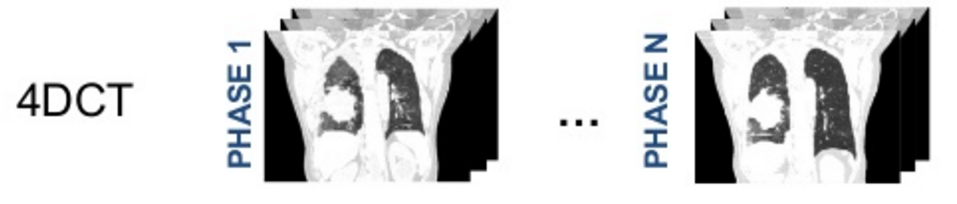 4DCT
PHASE 1
...
PHASE N